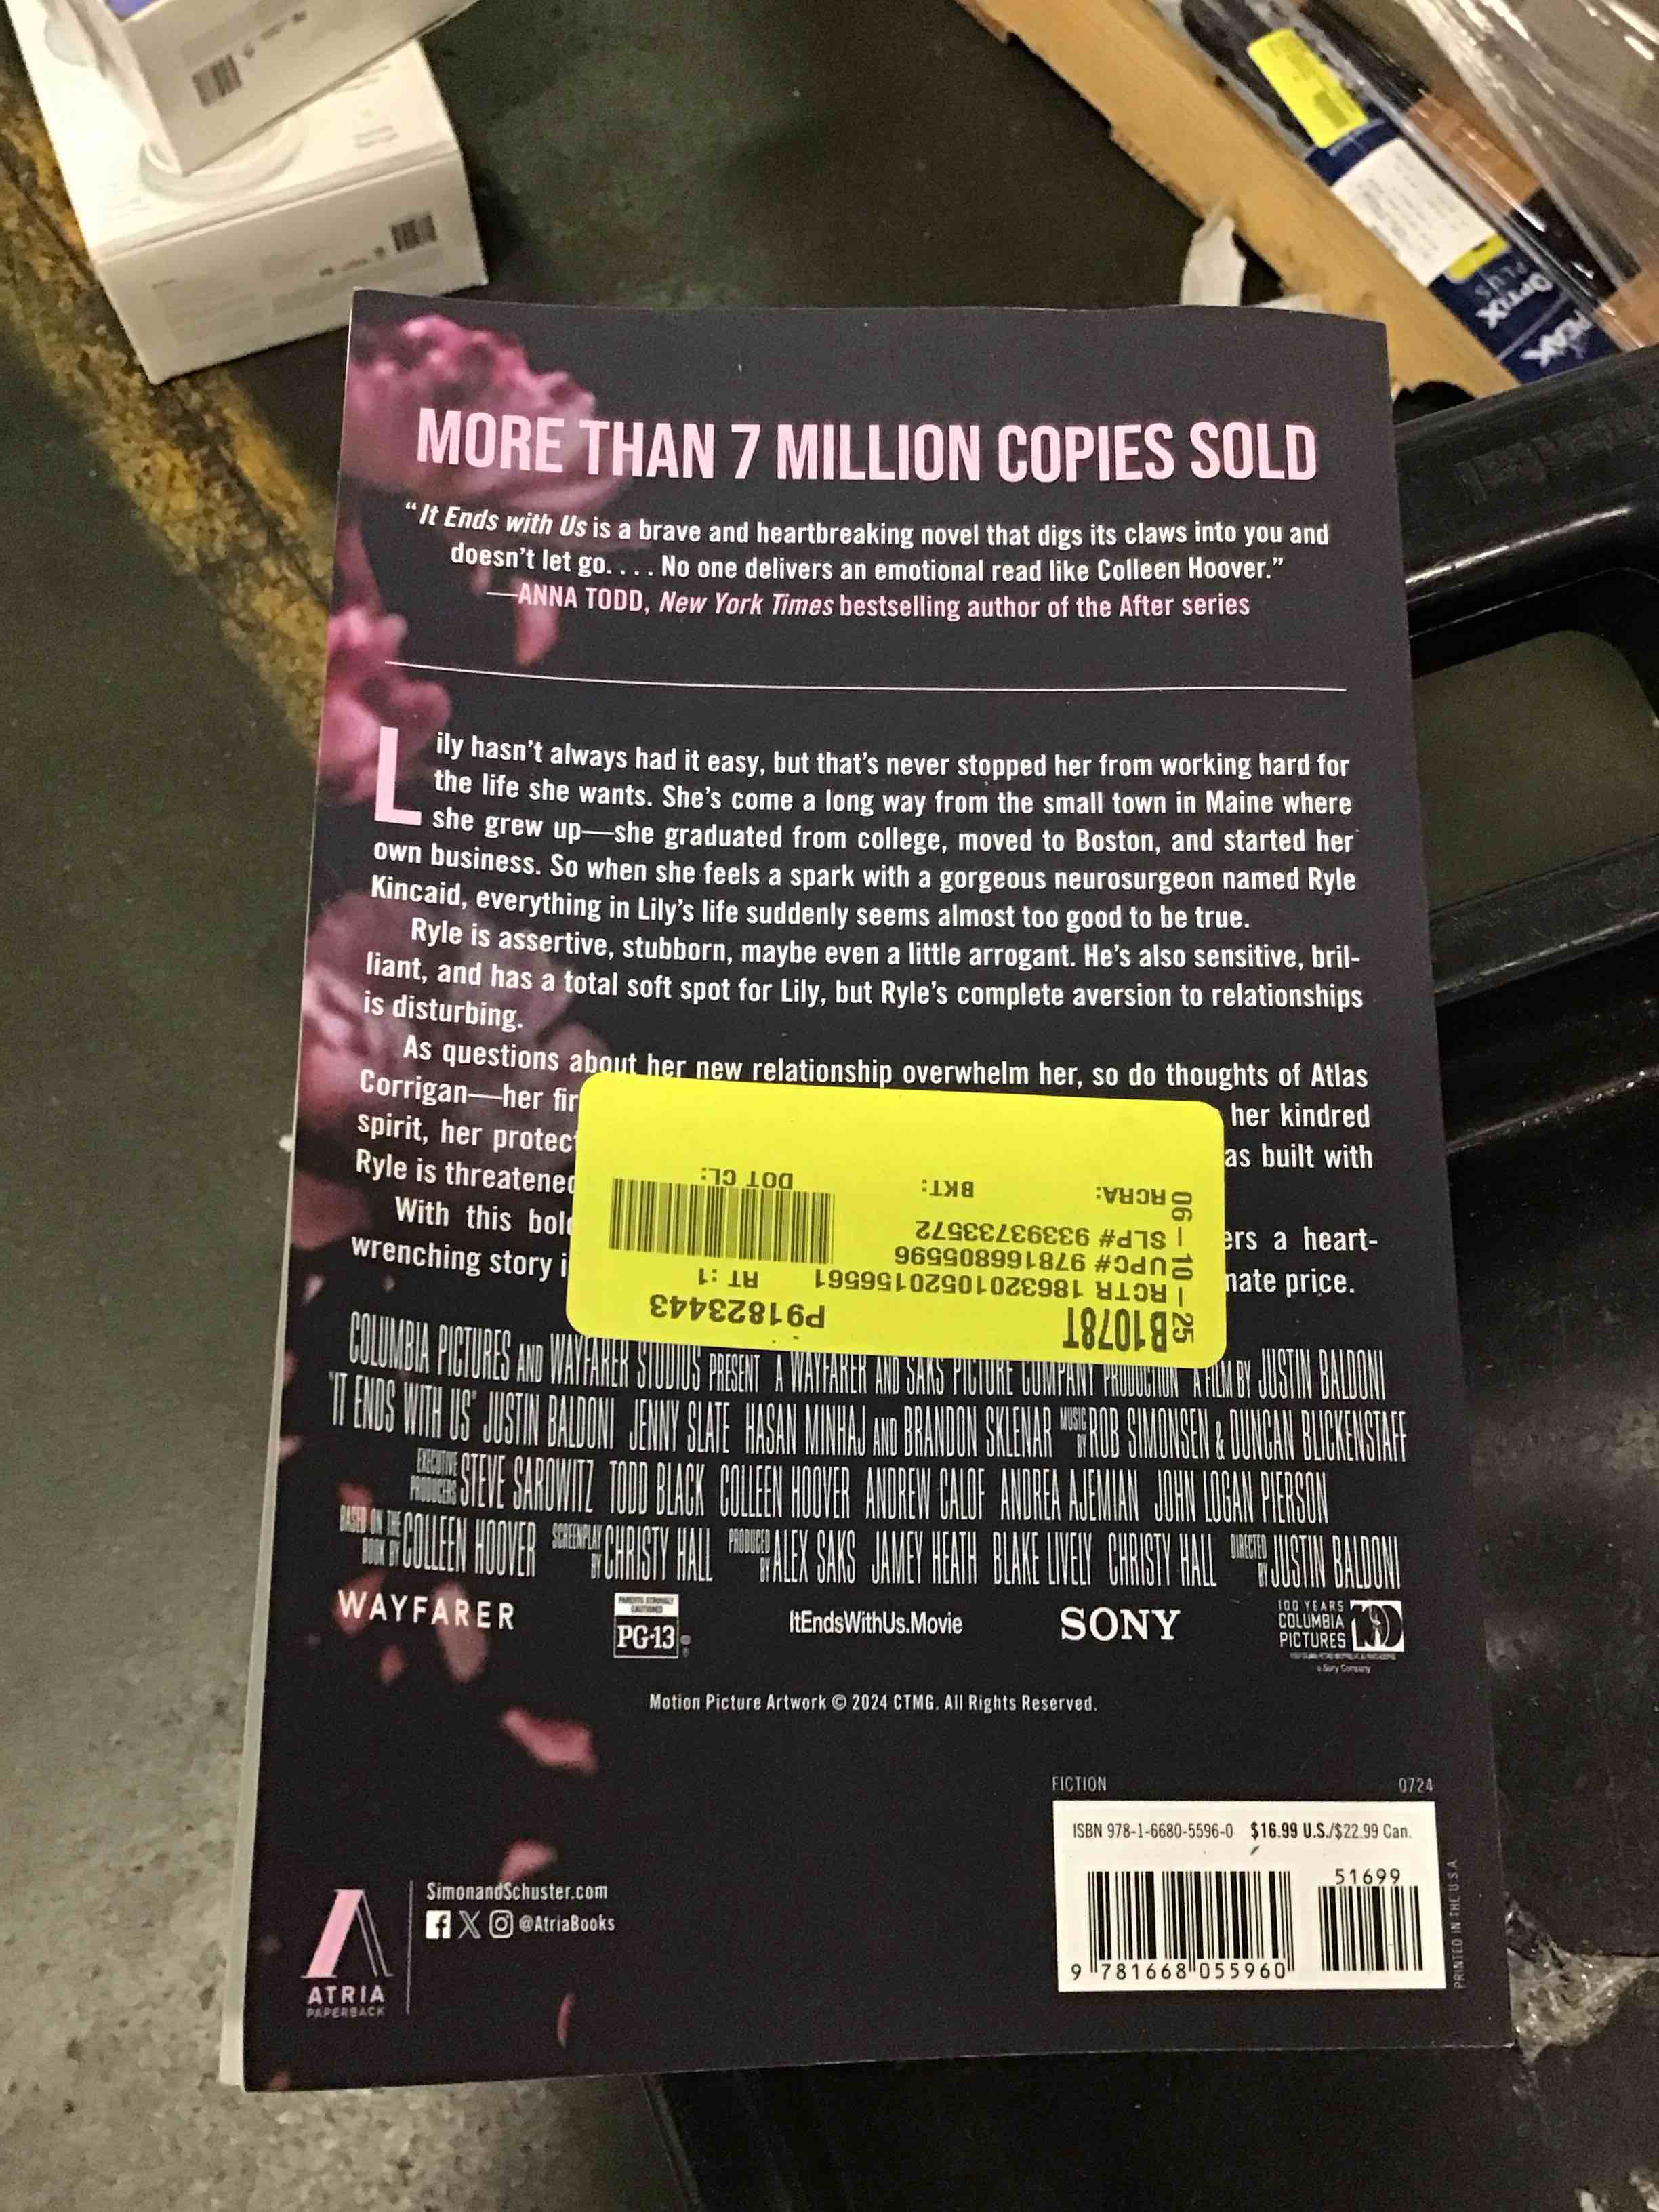 MORE THAN 7 MILLION COPIES SOLD
“It Ends with Us is a brave and heartbreaking novel that digs its claws into you and
doesn’t let go. . . . No one delivers an emotional read like Colleen Hoover.”
—ANNA TODD, New York Times bestselling author of the After series
Lily hasn’t always had it easy, but that’s never stopped her from working hard for
the life she wants. She’s come a long way from the small town in Maine where
she grew up—she graduated from college, moved to Boston, and started her
own business. So when she feels a spark with a gorgeous neurosurgeon named Ryle
Kincaid, everything in Lily’s life suddenly seems almost too good to be true.
Ryle is assertive, stubborn, maybe even a little arrogant. He’s also sensitive, bril-
liant, and has a total soft spot for Lily, but Ryle’s complete aversion to relationships
is disturbing.
As questions about her new relationship overwhelm her, so do thoughts of Atlas
Corrigan—her fir her kindred
spirit, her protec as built with
Ryle is threatened
With this bol ers a heart-
wrenching story i nate price.
25 B1078T P91823443
RCTR 18632010520156561 RT :1
10 UPC# 9781668055960
SLP# 9339733572
06 RCRA: BKT: DOT CL:
COLUMBIA PICTURES AND WAYFARER STUDIOS PRESENT A WAYFARER AND SAKS PICTURE COMPANY PRODUCTION A FILM BY JUSTIN BALDONI
"IT ENDS WITH US" JUSTIN BALDONI JENNY SLATE HASAN MINHAJ AND BRANDON SKLENAR MUSIC BY ROB SIMONSEN & DUNCAN BLICKENSTAFF
EXECUTIVE PRODUCERS STEVE SAROWITZ TODD BLACK COLLEEN HOOVER ANDREW CALOF ANDREA AJEMIAN JOHN LOGAN PIERSON
BASED ON THE BOOK BY COLLEEN HOOVER SCREENPLAY BY CHRISTY HALL PRODUCED BY ALEX SAKS JAMEY HEATH BLAKE LIVELY CHRISTY HALL DIRECTED BY JUSTIN BALDONI
WAYFARER
PARENTS STRONGLY CAUTIONED
PG-13
ItEndsWithUs.Movie
SONY
100 YEARS
COLUMBIA
PICTURES
a Sony Company
Motion Picture Artwork © 2024 CTMG. All Rights Reserved.
FICTION 0724
ISBN 978-1-6680-5596-0 $16.99 U.S./$22.99 Can.
51699
9 781668 055960
PRINTED IN THE U.S.A
SimonandSchuster.com
@AtriaBooks
ATRIA
PAPERBACK
PEAK
OPTIX
PLUS